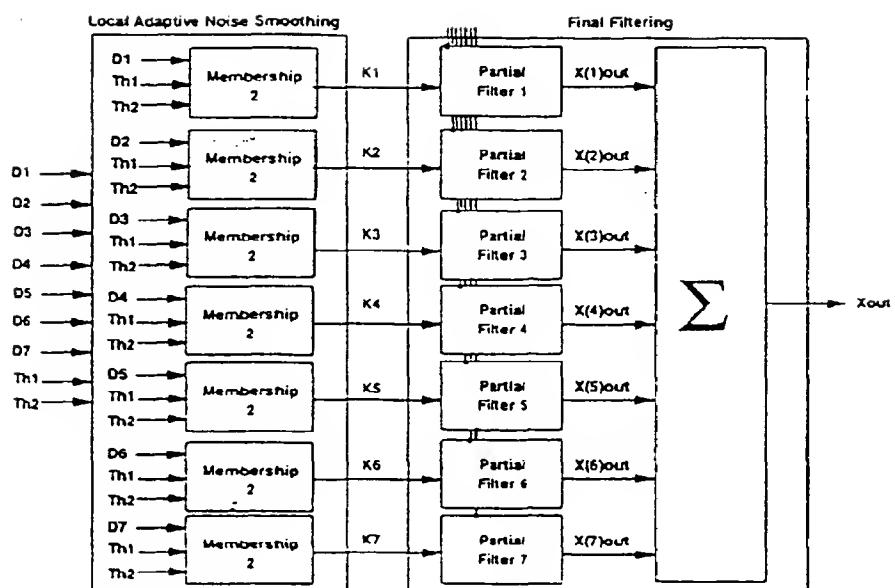 Local Adaptive Noise Smoothing
Final Filtering
D1
D2
D3
D4
D5
D6
D7
Th1
Th2
D1
Th1
Th2
Membership
2
K1
Partial
Filter 1
X(1)out
D2
Th1
Th2
Membership
2
K2
Partial
Filter 2
X(2)out
D3
Th1
Th2
Membership
2
K3
Partial
Filter 3
X(3)out
D4
Th1
Th2
Membership
2
K4
Partial
Filter 4
X(4)out
D5
Th1
Th2
Membership
2
K5
Partial
Filter 5
X(5)out
D6
Th1
Th2
Membership
2
K6
Partial
Filter 6
X(6)out
D7
Th1
Th2
Membership
2
K7
Partial
Filter 7
X(7)out
Σ
Xout